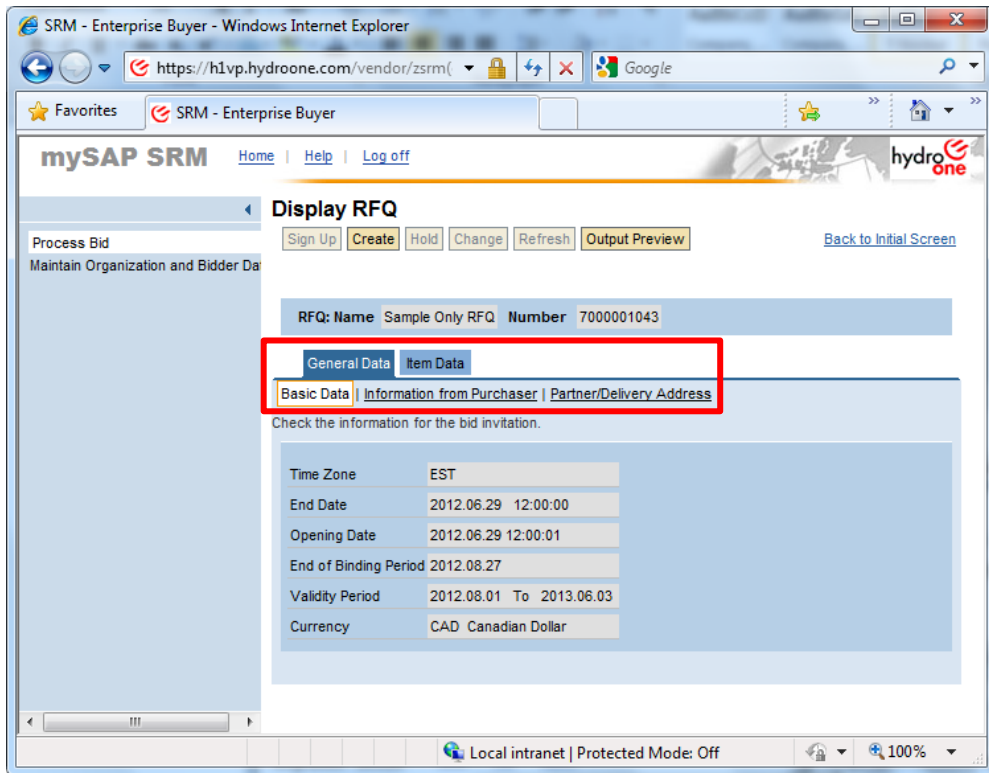 SRM - Enterprise Buyer - Windows Internet Explorer
https://h1vp.hydroone.com/vendor/zsrm(
Google
Favorites
SRM - Enterprise Buyer
mySAP SRM Home | Help | Log off
hydro one
Display RFQ
Sign Up Create Hold Change Refresh Output Preview Back to Initial Screen
Process Bid
Maintain Organization and Bidder Da
RFQ: Name Sample Only RFQ Number 7000001043
General Data Item Data
Basic Data | Information from Purchaser | Partner/Delivery Address
Check the information for the bid invitation.
Time Zone EST
End Date 2012.06.29 12:00:00
Opening Date 2012.06.29 12:00:01
End of Binding Period 2012.08.27
Validity Period 2012.08.01 To 2013.06.03
Currency CAD Canadian Dollar
Local intranet | Protected Mode: Off
100%